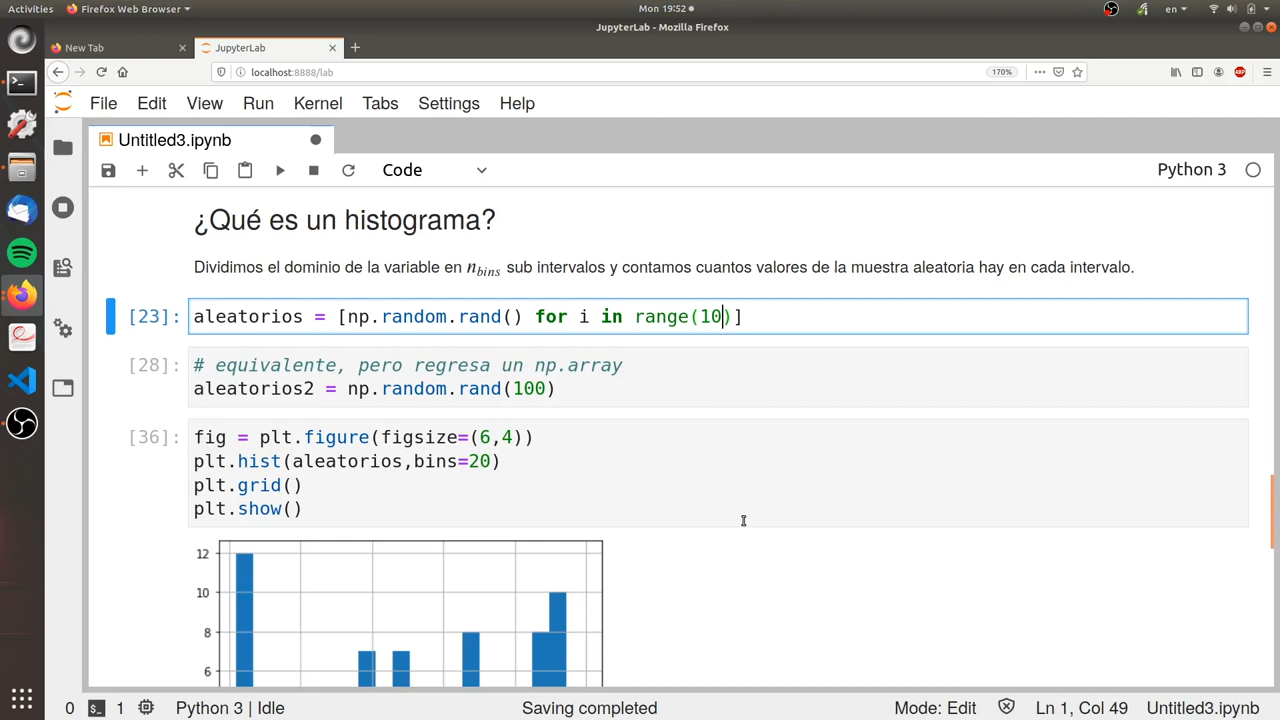 Activities Firefox Web Browser Mon 19:52 en
JupyterLab - Mozilla Firefox
New Tab JupyterLab
localhost:8888/lab 170% ABP
File Edit View Run Kernel Tabs Settings Help
Untitled3.ipynb
Code Python 3
¿Qué es un histograma?
Dividimos el dominio de la variable en n_bins sub intervalos y contamos cuantos valores de la muestra aleatoria hay en cada intervalo.
[23]: aleatorios = [np.random.rand() for i in range(10)]
[28]: # equivalente, pero regresa un np.array
aleatorios2 = np.random.rand(100)
[36]: fig = plt.figure(figsize=(6,4))
plt.hist(aleatorios,bins=20)
plt.grid()
plt.show()
12
10
8
6
0 1 Python 3 | Idle Saving completed Mode: Edit Ln 1, Col 49 Untitled3.ipynb